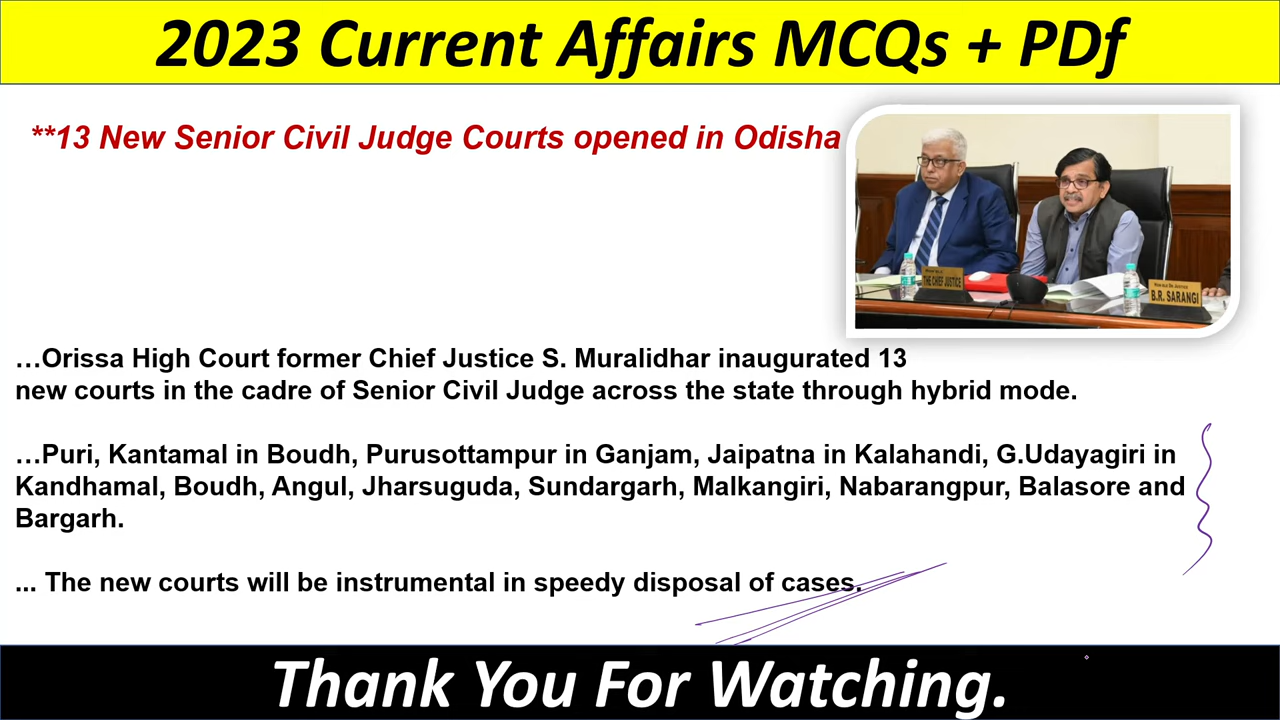 2023 Current Affairs MCQs + PDf
**13 New Senior Civil Judge Courts opened in Odisha
THE CHIEF JUSTICE
B.R. SARANGI
...Orissa High Court former Chief Justice S. Muralidhar inaugurated 13
new courts in the cadre of Senior Civil Judge across the state through hybrid mode.
...Puri, Kantamal in Boudh, Purusottampur in Ganjam, Jaipatna in Kalahandi, G.Udayagiri in
Kandhamal, Boudh, Angul, Jharsuguda, Sundargarh, Malkangiri, Nabarangpur, Balasore and
Bargarh.
... The new courts will be instrumental in speedy disposal of cases.
Thank You For Watching.